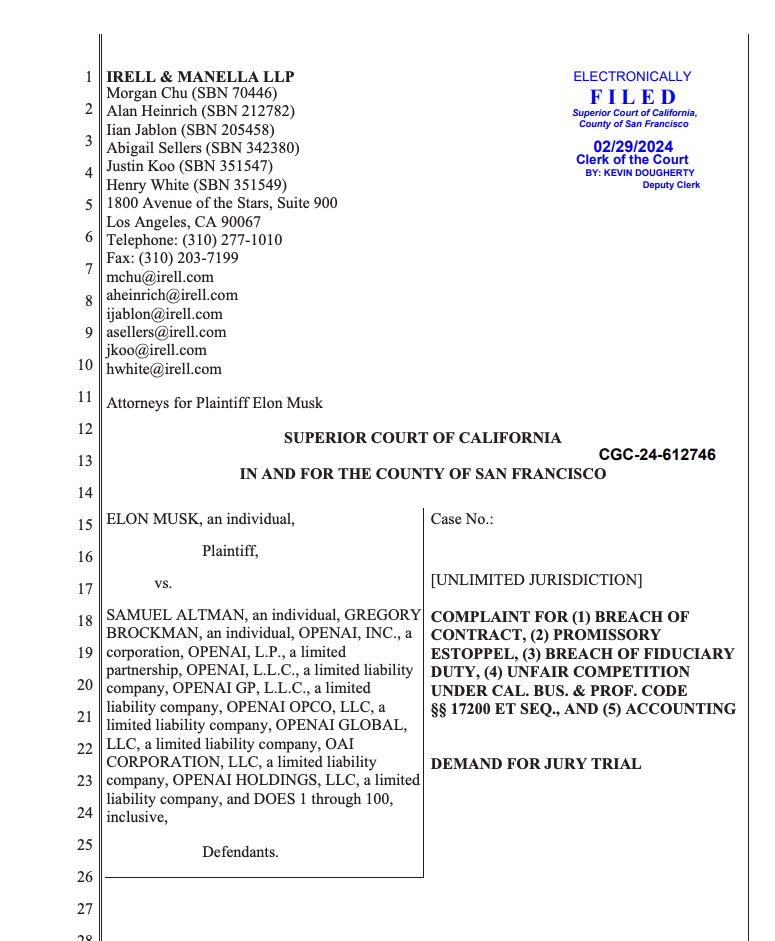 1 IRELL & MANELLA LLP
Morgan Chu (SBN 70446)
2 Alan Heinrich (SBN 212782)
Iian Jablon (SBN 205458)
3 Abigail Sellers (SBN 342380)
4 Justin Koo (SBN 351547)
Henry White (SBN 351549)
5 1800 Avenue of the Stars, Suite 900
Los Angeles, CA 90067
6 Telephone: (310) 277-1010
Fax: (310) 203-7199
7 mchu@irell.com
8 aheinrich@irell.com
ijablon@irell.com
9 asellers@irell.com
jkoo@irell.com
10 hwhite@irell.com
ELECTRONICALLY
FILED
Superior Court of California,
County of San Francisco
02/29/2024
Clerk of the Court
BY: KEVIN DOUGHERTY
Deputy Clerk
11 Attorneys for Plaintiff Elon Musk
12 SUPERIOR COURT OF CALIFORNIA
CGC-24-612746
13 IN AND FOR THE COUNTY OF SAN FRANCISCO
14
15 ELON MUSK, an individual,
16 Plaintiff,
17 vs.
18 SAMUEL ALTMAN, an individual, GREGORY
BROCKMAN, an individual, OPENAI, INC., a
19 corporation, OPENAI, L.P., a limited
partnership, OPENAI, L.L.C., a limited liability
20 company, OPENAI GP, L.L.C., a limited
liability company, OPENAI OPCO, LLC, a
21 limited liability company, OPENAI GLOBAL,
22 LLC, a limited liability company, OAI
CORPORATION, LLC, a limited liability
23 company, OPENAI HOLDINGS, LLC, a limited
liability company, and DOES 1 through 100,
24 inclusive,
25 Defendants.
26
Case No.:
[UNLIMITED JURISDICTION]
COMPLAINT FOR (1) BREACH OF
CONTRACT, (2) PROMISSORY
ESTOPPEL, (3) BREACH OF FIDUCIARY
DUTY, (4) UNFAIR COMPETITION
UNDER CAL. BUS. & PROF. CODE
§§ 17200 ET SEQ., AND (5) ACCOUNTING
DEMAND FOR JURY TRIAL
27
28